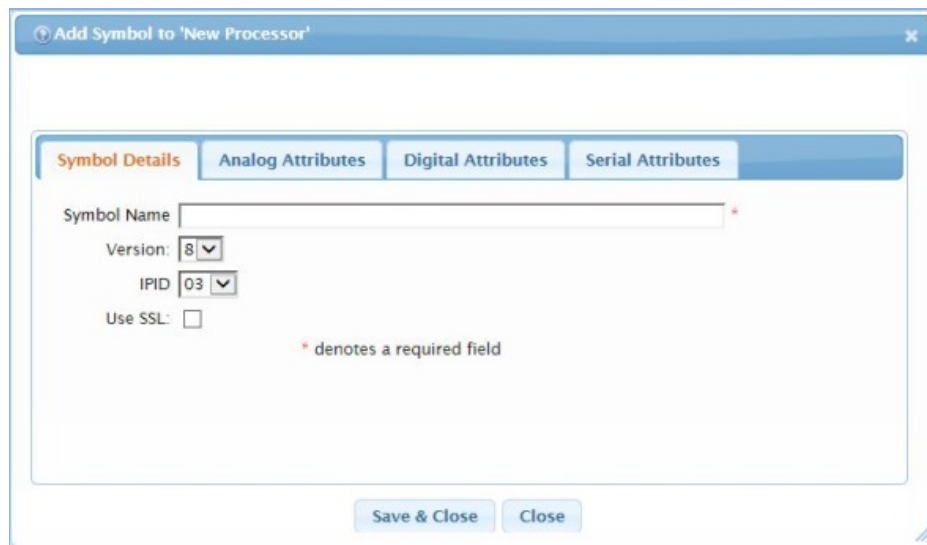 Add Symbol to 'New Processor'
Symbol Details Analog Attributes Digital Attributes Serial Attributes
Symbol Name *
Version: 8
IPID 03
Use SSL:
* denotes a required field
Save & Close Close